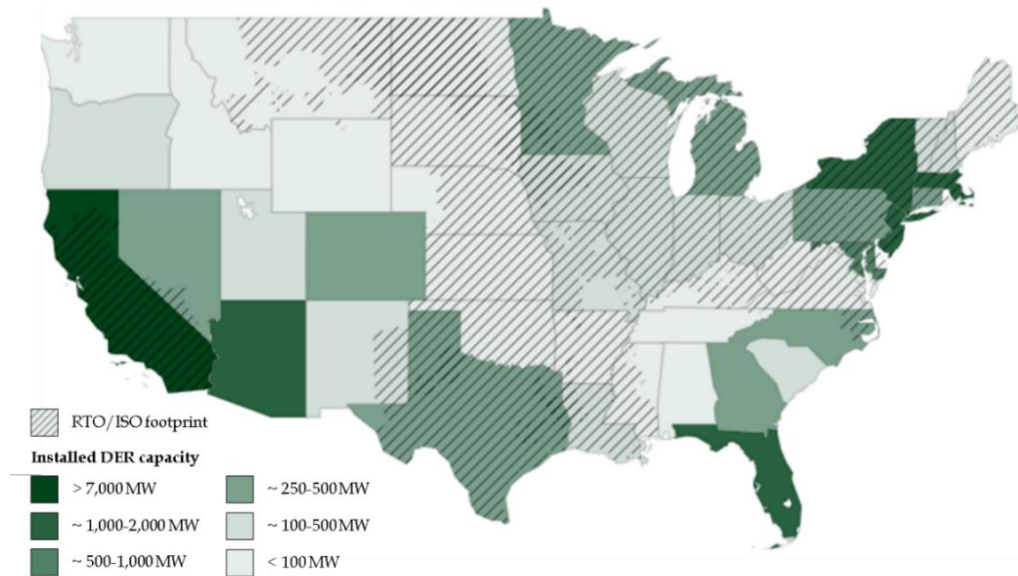 RTO/ISO footprint
Installed DER capacity
> 7,000 MW
~ 250-500 MW
~ 1,000-2,000 MW
~ 100-500 MW
~ 500-1,000 MW
< 100 MW